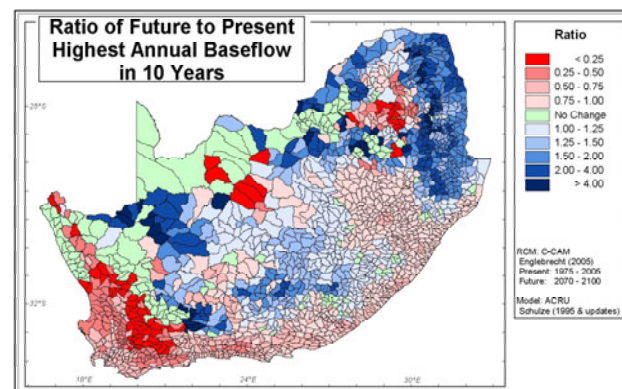 Ratio of Future to Present
Highest Annual Baseflow
in 10 Years
Ratio
< 0.25
0.25 - 0.50
0.50 - 0.75
0.75 - 1.00
No Change
1.00 - 1.25
1.25 - 1.50
1.50 - 2.00
2.00 - 4.00
> 4.00
RCM: C-CAM
Englebrecht (2005)
Present: 1975 - 2005
Future: 2070 - 2100
Model: ACRU
Schulze (1995 & updates)
28°S
32°S
18°E
24°E
30°E